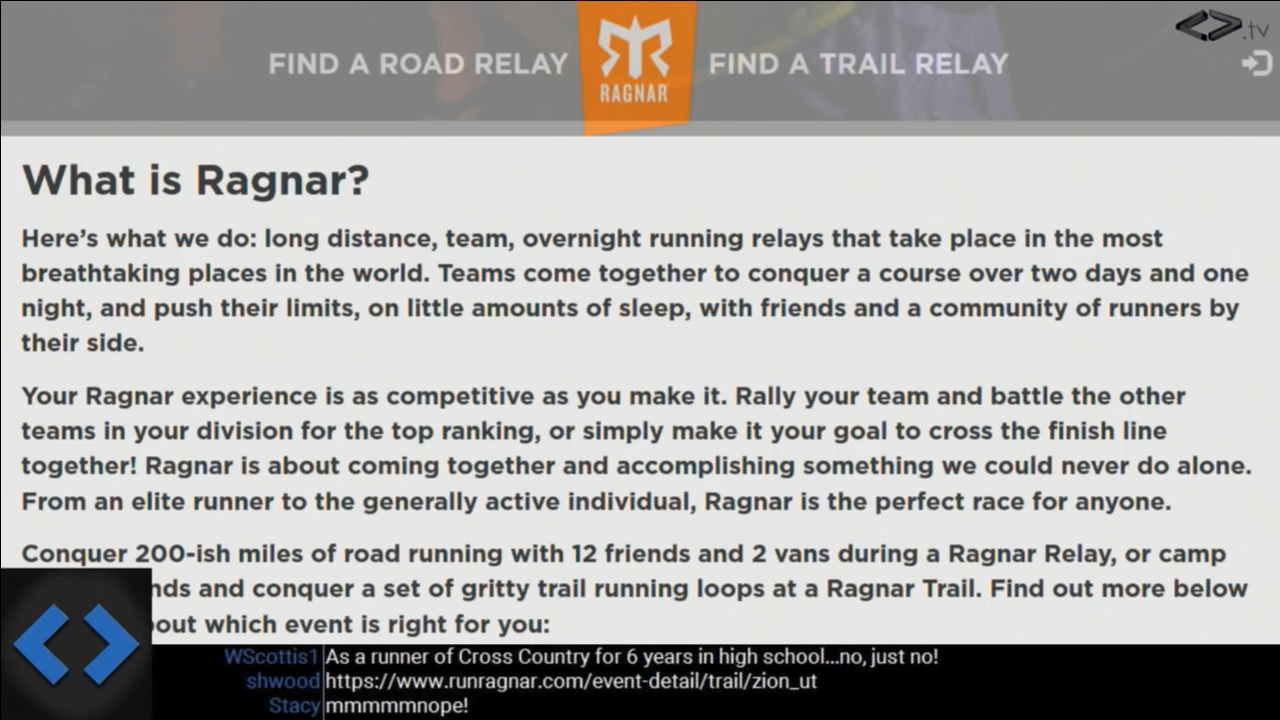 FIND A ROAD RELAY
RAGNAR
FIND A TRAIL RELAY
.tv
What is Ragnar?
Here's what we do: long distance, team, overnight running relays that take place in the most
breathtaking places in the world. Teams come together to conquer a course over two days and one
night, and push their limits, on little amounts of sleep, with friends and a community of runners by
their side.
Your Ragnar experience is as competitive as you make it. Rally your team and battle the other
teams in your division for the top ranking, or simply make it your goal to cross the finish line
together! Ragnar is about coming together and accomplishing something we could never do alone.
From an elite runner to the generally active individual, Ragnar is the perfect race for anyone.
Conquer 200-ish miles of road running with 12 friends and 2 vans during a Ragnar Relay, or camp
and conquer a set of gritty trail running loops at a Ragnar Trail. Find out more below
which event is right for you:
WScottis1 As a runner of Cross Country for 6 years in high school...no, just no!
shwood https://www.runragnar.com/event-detail/trail/zion_ut
Stacy mmmmmnope!